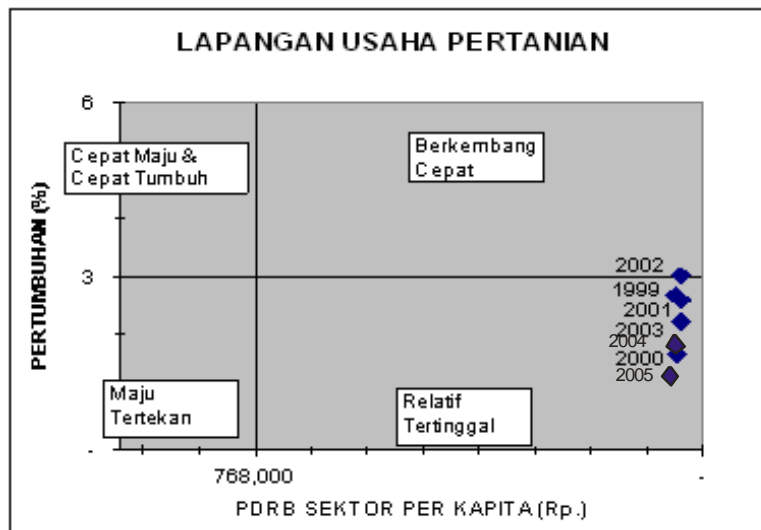 LAPANGAN USAHA PERTANIAN
6
Cepat Maju &
Cepat Tumbuh
Berkembang
Cepat
PERTUMBUHAN (%)
3
2002
1999
2001
2003
2004
2000
2005
Maju
Tertekan
Relatif
Tertinggal
-
768,000
-
PDRB SEKTOR PER KAPITA (Rp.)